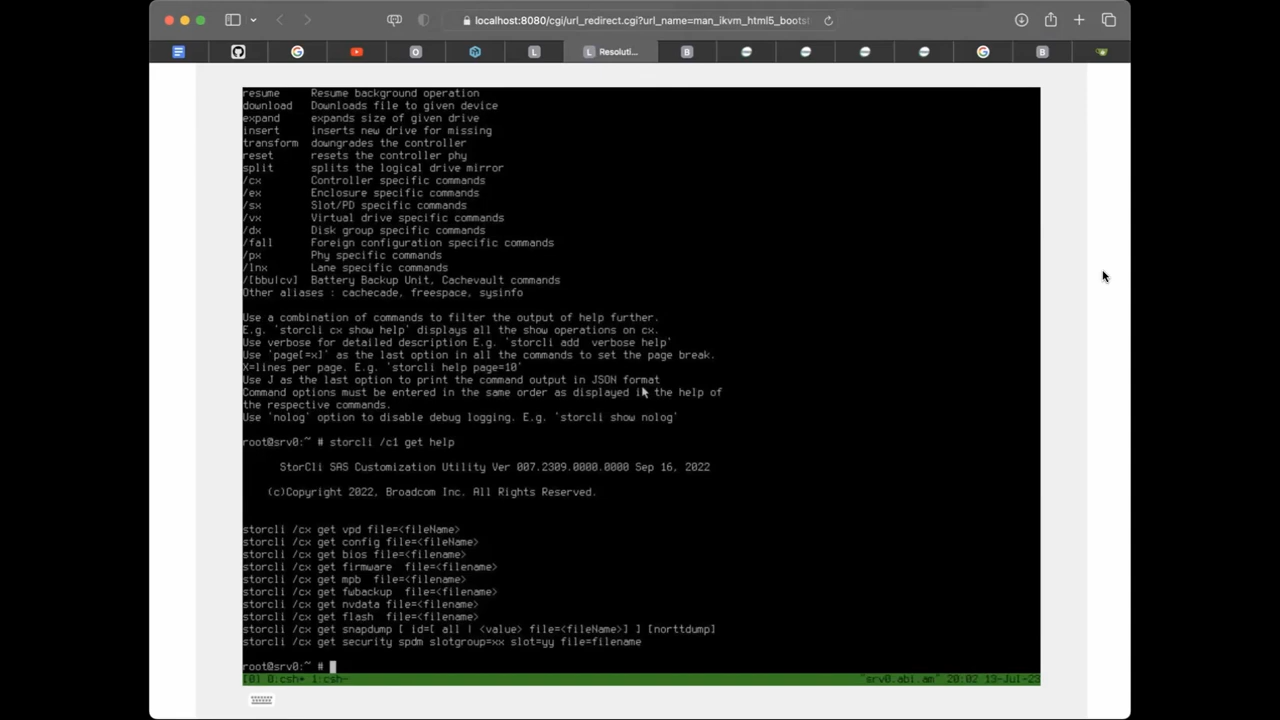 localhost:8080/cgi/url_redirect.cgi?url_name=man_ikvm_html5_bootst
Resoluti...
resume Resume background operation
download Downloads file to given device
expand expands size of given drive
insert inserts new drive for missing
transform downgrades the controller
reset resets the controller phy
split splits the logical drive mirror
/cx Controller specific commands
/ex Enclosure specific commands
/sx Slot/PD specific commands
/vx Virtual drive specific commands
/dx Disk group specific commands
/fall Foreign configuration specific commands
/px Phy specific commands
/lnx Lane specific commands
/[bbu|cv] Battery Backup Unit, Cachevault commands
Other aliases : cachecade, freespace, sysinfo
Use a combination of commands to filter the output of help further.
E.g. 'storcli cx show help' displays all the show operations on cx.
Use verbose for detailed description E.g. 'storcli add  verbose help'
Use 'page[=x]' as the last option in all the commands to set the page break.
X=lines per page. E.g. 'storcli help page=10'
Use J as the last option to print the command output in JSON format
Command options must be entered in the same order as displayed in the help of
the respective commands.
Use 'nolog' option to disable debug logging. E.g. 'storcli show nolog'
root@srv0:~ # storcli /c1 get help
StorCli SAS Customization Utility Ver 007.2309.0000.0000 Sep 16, 2022
(c)Copyright 2022, Broadcom Inc. All Rights Reserved.
storcli /cx get vpd file=<fileName>
storcli /cx get config file=<fileName>
storcli /cx get bios file=<filename>
storcli /cx get firmware  file=<filename>
storcli /cx get mpb  file=<filename>
storcli /cx get fwbackup  file=<filename>
storcli /cx get nvdata file=<filename>
storcli /cx get flash  file=<filename>
storcli /cx get snapdump [ id=[ all | <value> file=<fileName>] ] [norttdump]
storcli /cx get security spdm slotgroup=xx slot=yy file=filename
root@srv0:~ #
[0] 0:csh* 1:csh- "srv0.abi.am" 20:02 13-Jul-23